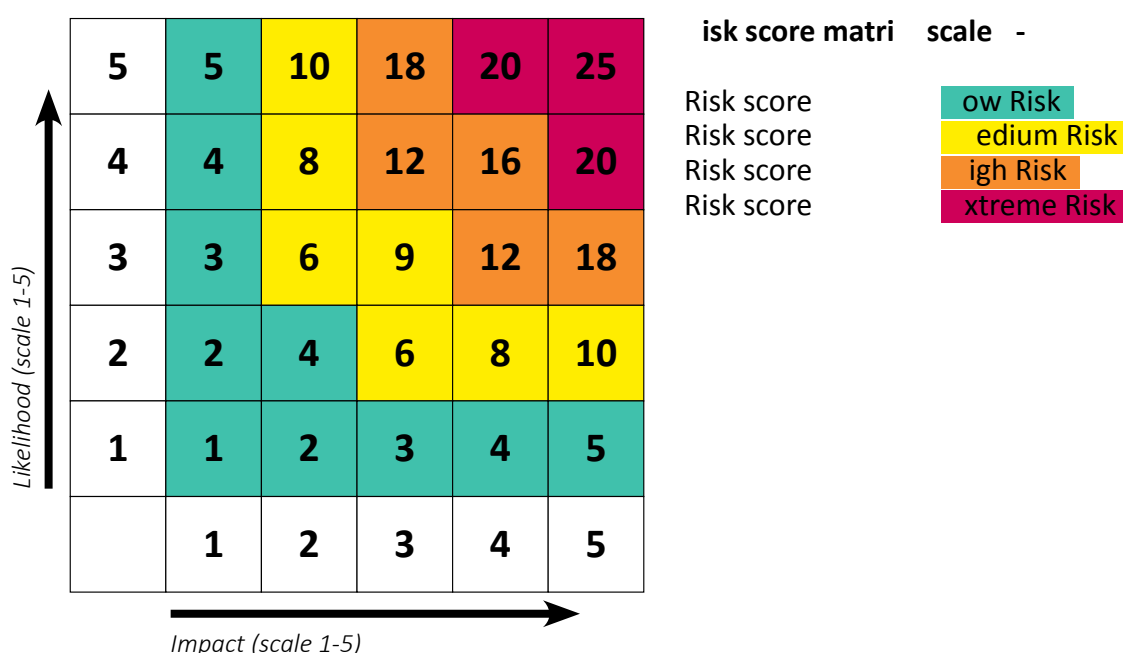 isk score matri scale -
5 5 10 18 20 25
Risk score ow Risk
4 4 8 12 16 20
Risk score edium Risk
Risk score igh Risk
Risk score xtreme Risk
3 3 6 9 12 18
2 2 4 6 8 10
1 1 2 3 4 5
1 2 3 4 5
Likelihood (scale 1-5)
Impact (scale 1-5)